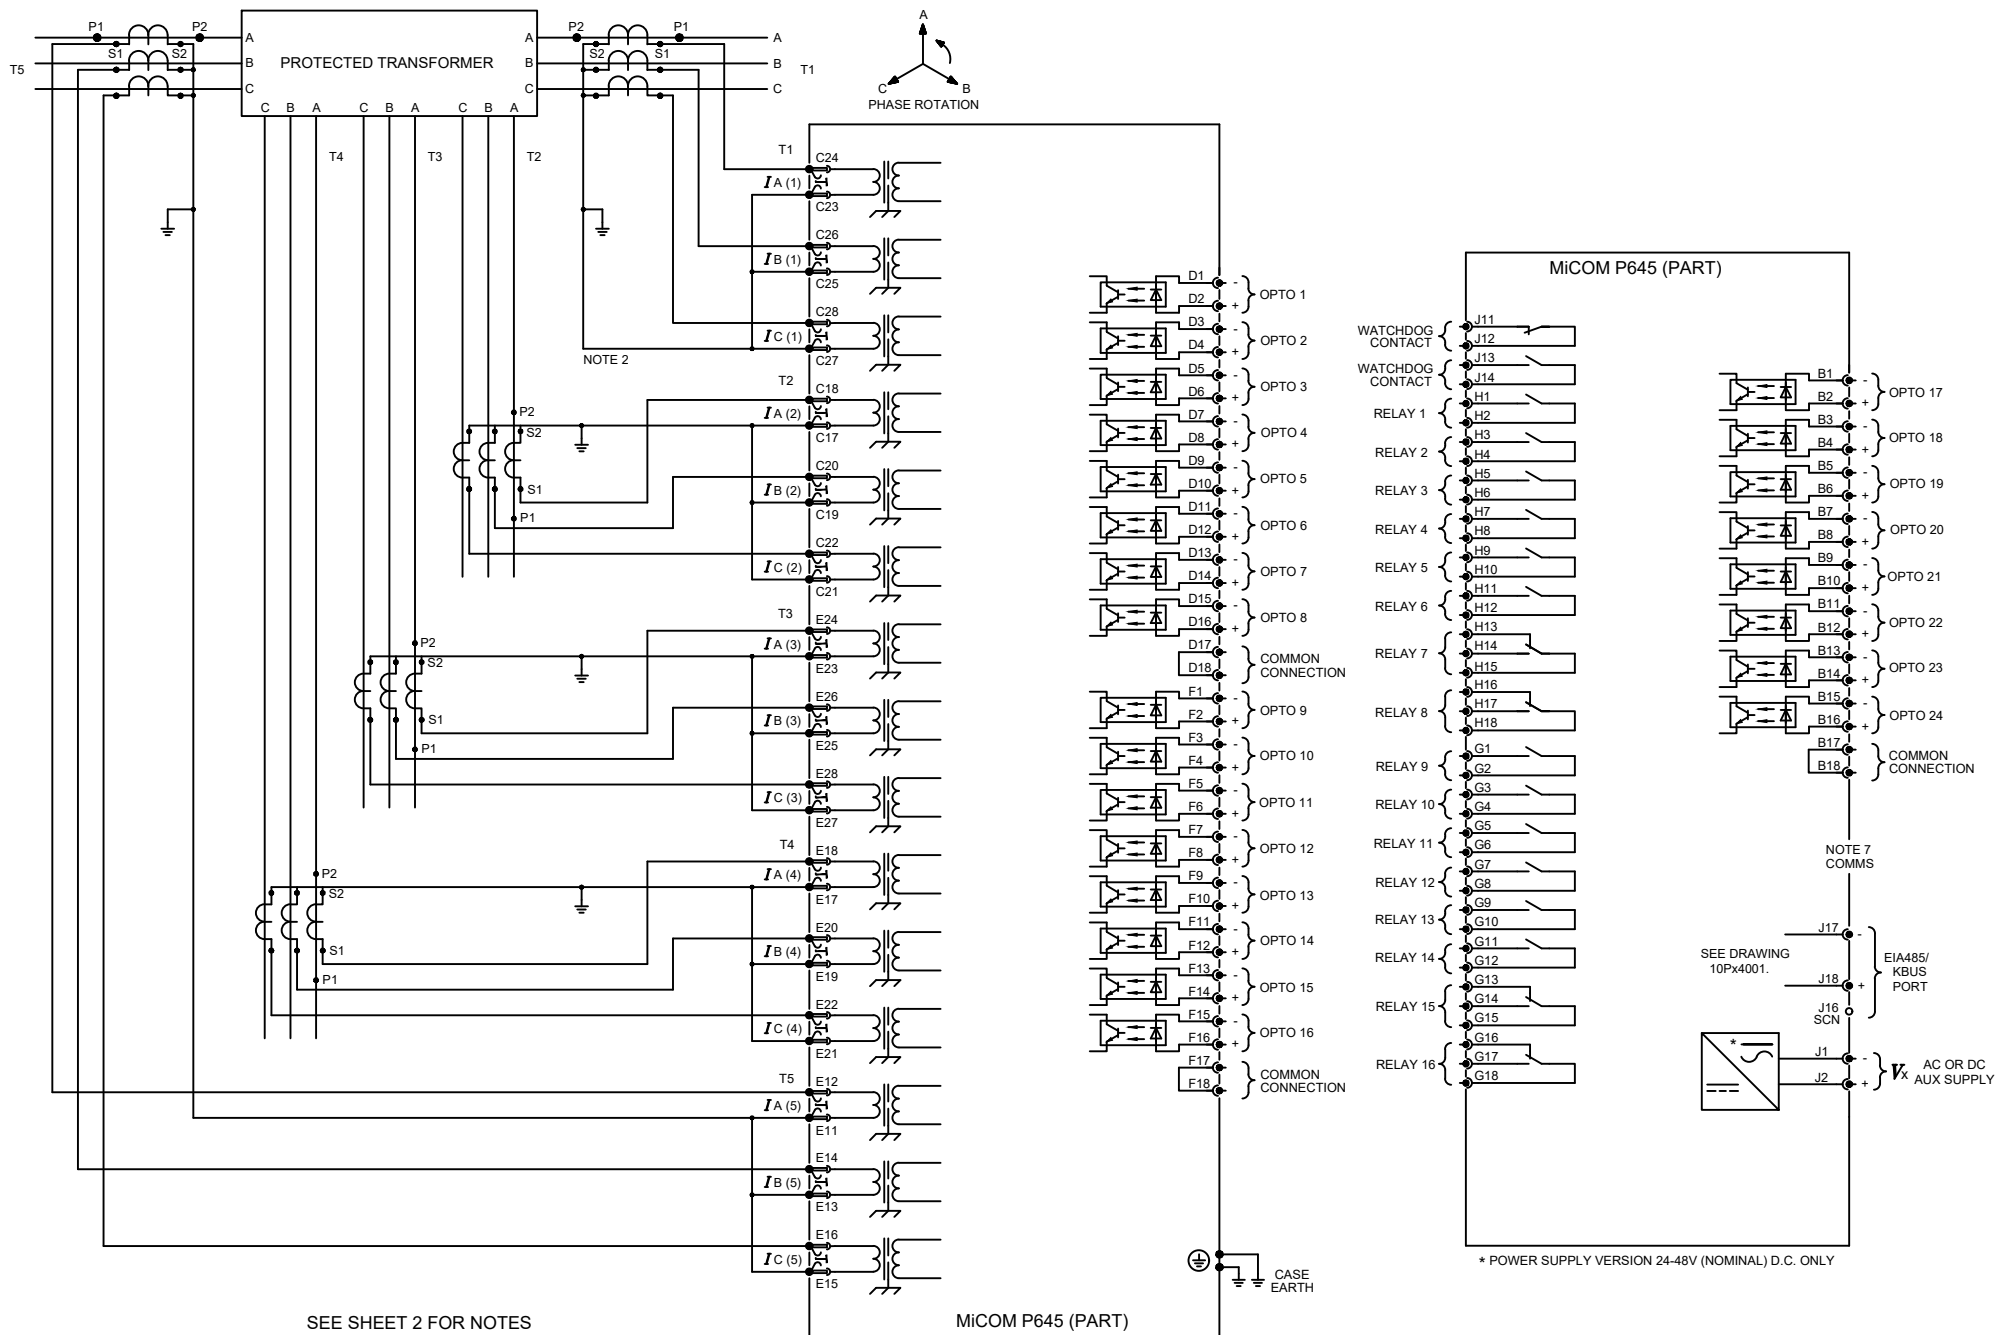 P1 P2 P2 P1
S1 S2 S2 S1
T5
A
B
C
PROTECTED TRANSFORMER
A
B
C
A
B
C
T1
C B A C B A C B A
T4 T3 T2
A
C
B
PHASE ROTATION
T1
C24
I A (1)
C23
C26
I B (1)
C25
C28
I C (1)
C27
NOTE 2
T2
C18
I A (2)
C17
C20
I B (2)
C19
C22
I C (2)
C21
P2
S2
S1
P1
T3
E24
I A (3)
E23
E26
I B (3)
E25
E28
I C (3)
E27
P2
S2
S1
P1
T4
E18
I A (4)
E17
E20
I B (4)
E19
E22
I C (4)
E21
P2
S2
S1
P1
T5
E12
I A (5)
E11
E14
I B (5)
E13
E16
I C (5)
E15
SEE SHEET 2 FOR NOTES
MiCOM P645 (PART)
D1 -
OPTO 1
D2 +
D3 -
OPTO 2
D4 +
D5 -
OPTO 3
D6 +
D7 -
OPTO 4
D8 +
D9 -
OPTO 5
D10 +
D11 -
OPTO 6
D12 +
D13 -
OPTO 7
D14 +
D15 -
OPTO 8
D16 +
D17
COMMON
CONNECTION
D18
F1 -
OPTO 9
F2 +
F3 -
OPTO 10
F4 +
F5 -
OPTO 11
F6 +
F7 -
OPTO 12
F8 +
F9 -
OPTO 13
F10 +
F11 -
OPTO 14
F12 +
F13 -
OPTO 15
F14 +
F15 -
OPTO 16
F16 +
F17
COMMON
CONNECTION
F18
CASE
EARTH
MiCOM P645 (PART)
WATCHDOG
CONTACT
J11
J12
WATCHDOG
CONTACT
J13
J14
RELAY 1
H1
H2
RELAY 2
H3
H4
RELAY 3
H5
H6
RELAY 4
H7
H8
RELAY 5
H9
H10
RELAY 6
H11
H12
RELAY 7
H13
H14
H15
RELAY 8
H16
H17
H18
RELAY 9
G1
G2
RELAY 10
G3
G4
RELAY 11
G5
G6
RELAY 12
G7
G8
RELAY 13
G9
G10
RELAY 14
G11
G12
RELAY 15
G13
G14
G15
RELAY 16
G16
G17
G18
B1 -
OPTO 17
B2 +
B3 -
OPTO 18
B4 +
B5 -
OPTO 19
B6 +
B7 -
OPTO 20
B8 +
B9 -
OPTO 21
B10 +
B11 -
OPTO 22
B12 +
B13 -
OPTO 23
B14 +
B15 -
OPTO 24
B16 +
B17
COMMON
CONNECTION
B18
NOTE 7
COMMS
SEE DRAWING
10Px4001.
J17 -
J18 +
J16
SCN
EIA485/
KBUS
PORT
*
J1 -
J2 +
Vx
AC OR DC
AUX SUPPLY
* POWER SUPPLY VERSION 24-48V (NOMINAL) D.C. ONLY